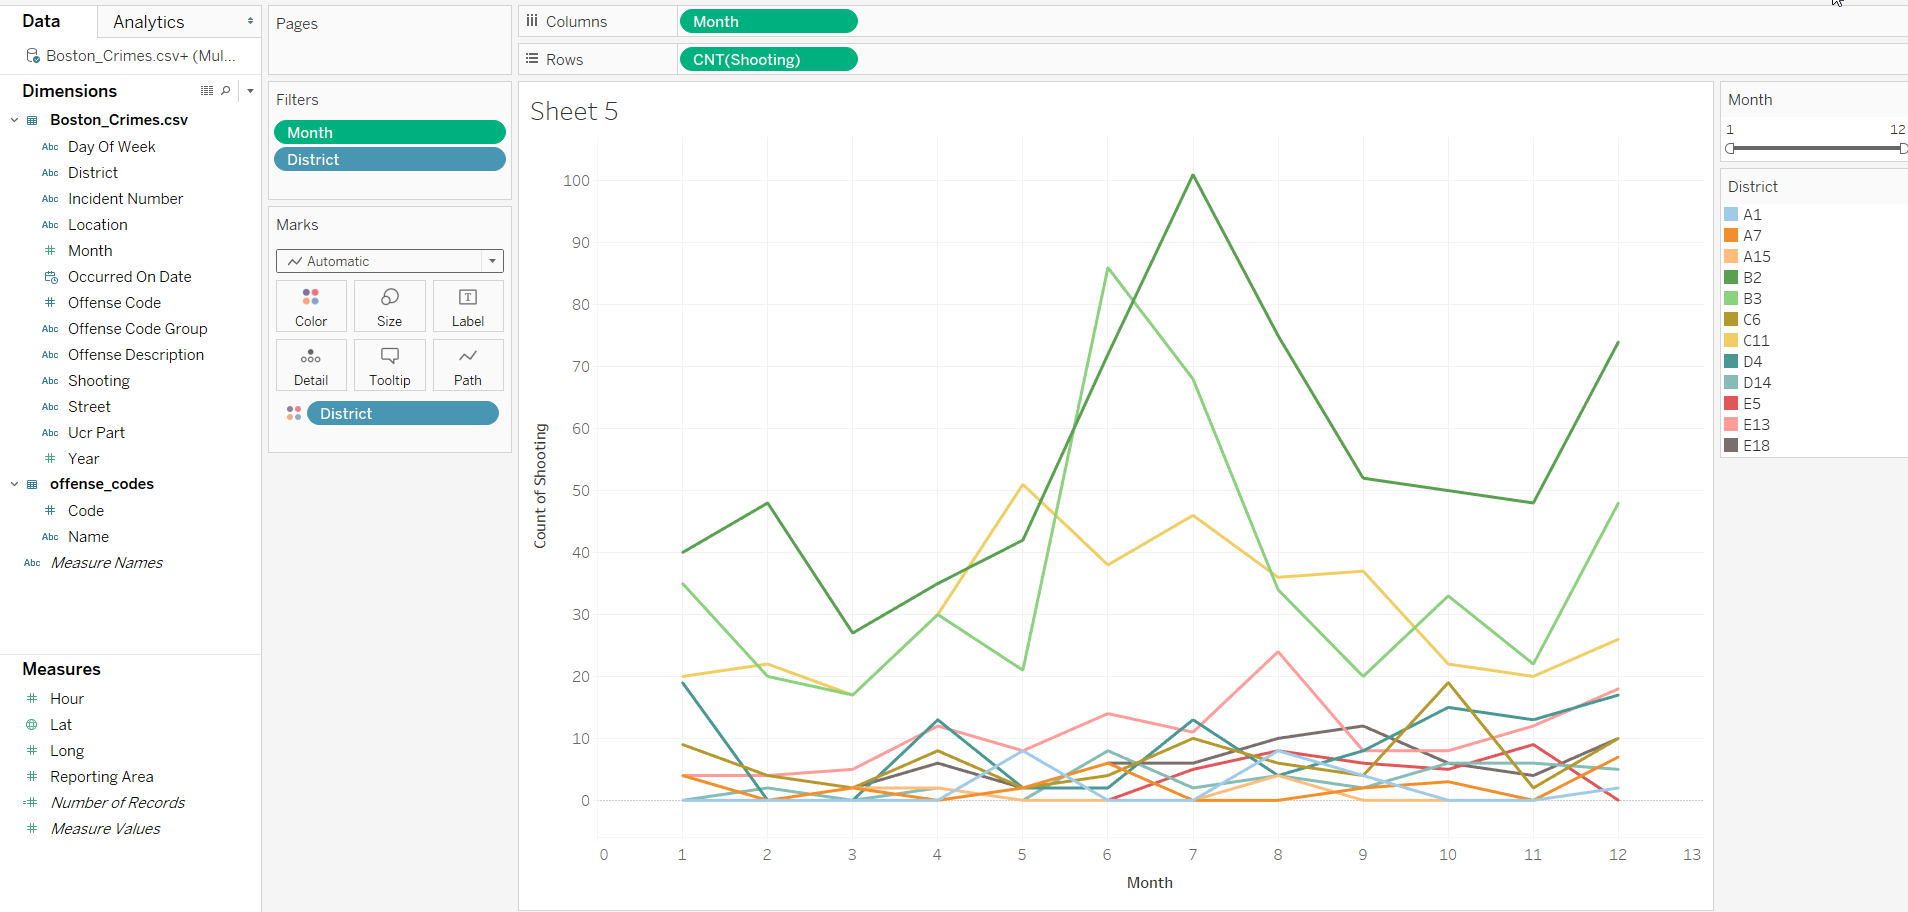 Data
Analytics
Boston_Crimes.csv+ (Mul...
Dimensions
Boston_Crimes.csv
Abc Day Of Week
Abc District
Abc Incident Number
Abc Location
# Month
Occurred On Date
# Offense Code
Abc Offense Code Group
Abc Offense Description
Abc Shooting
Abc Street
Abc Ucr Part
# Year
offense_codes
# Code
Abc Name
Abc Measure Names
Measures
# Hour
Lat
# Long
# Reporting Area
=# Number of Records
# Measure Values
Pages
Filters
Month
District
Marks
Automatic
Color
Size
T
Label
Detail
Tooltip
Path
District
Columns
Month
Rows
CNT(Shooting)
Sheet 5
Count of Shooting
100
90
80
70
60
50
40
30
20
10
0
0 1 2 3 4 5 6 7 8 9 10 11 12 13
Month
Month
1 12
District
A1
A7
A15
B2
B3
C6
C11
D4
D14
E5
E13
E18